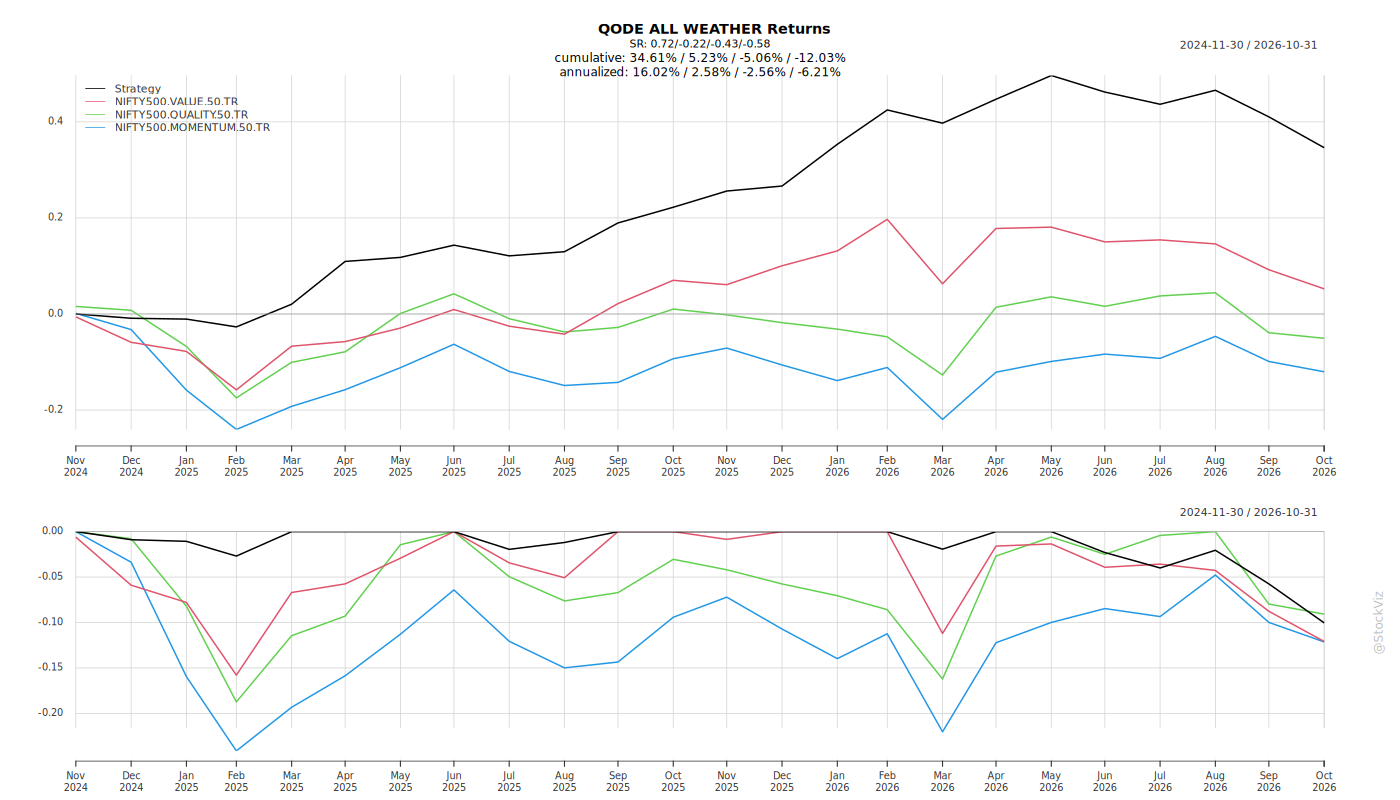 QODE ALL WEATHER Returns
SR: 0.72/-0.22/-0.43/-0.58
cumulative: 34.61% / 5.23% / -5.06% / -12.03%
annualized: 16.02% / 2.58% / -2.56% / -6.21%
2024-11-30 / 2026-10-31
Strategy
NIFTY500.VALUE.50.TR
NIFTY500.QUALITY.50.TR
NIFTY500.MOMENTUM.50.TR
0.4
0.2
0.0
-0.2
Nov Dec Jan Feb Mar Apr May Jun Jul Aug Sep Oct Nov Dec Jan Feb Mar Apr May Jun Jul Aug Sep Oct
2024 2024 2025 2025 2025 2025 2025 2025 2025 2025 2025 2025 2025 2025 2026 2026 2026 2026 2026 2026 2026 2026 2026 2026
2024-11-30 / 2026-10-31
0.00
-0.05
-0.10
-0.15
-0.20
Nov Dec Jan Feb Mar Apr May Jun Jul Aug Sep Oct Nov Dec Jan Feb Mar Apr May Jun Jul Aug Sep Oct
2024 2024 2025 2025 2025 2025 2025 2025 2025 2025 2025 2025 2025 2025 2026 2026 2026 2026 2026 2026 2026 2026 2026 2026
@StockViz